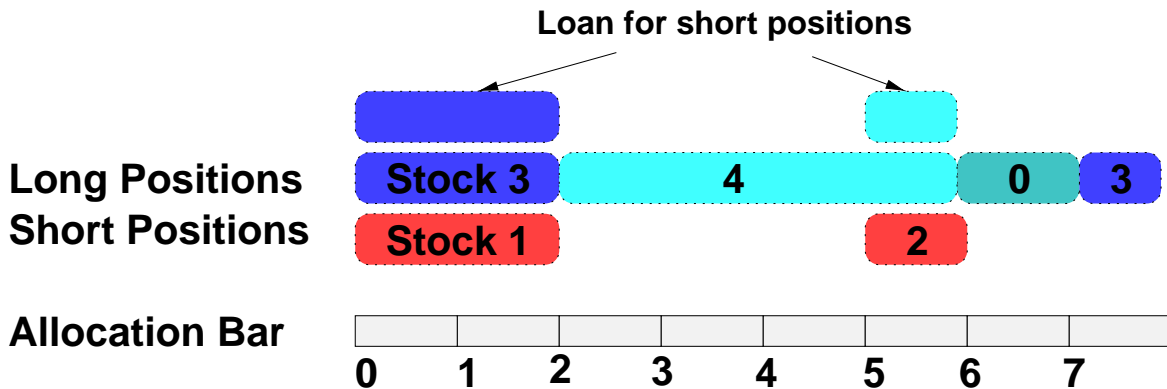 Loan for short positions
Long Positions Stock 3 4 0 3
Short Positions Stock 1 2
Allocation Bar
0 1 2 3 4 5 6 7